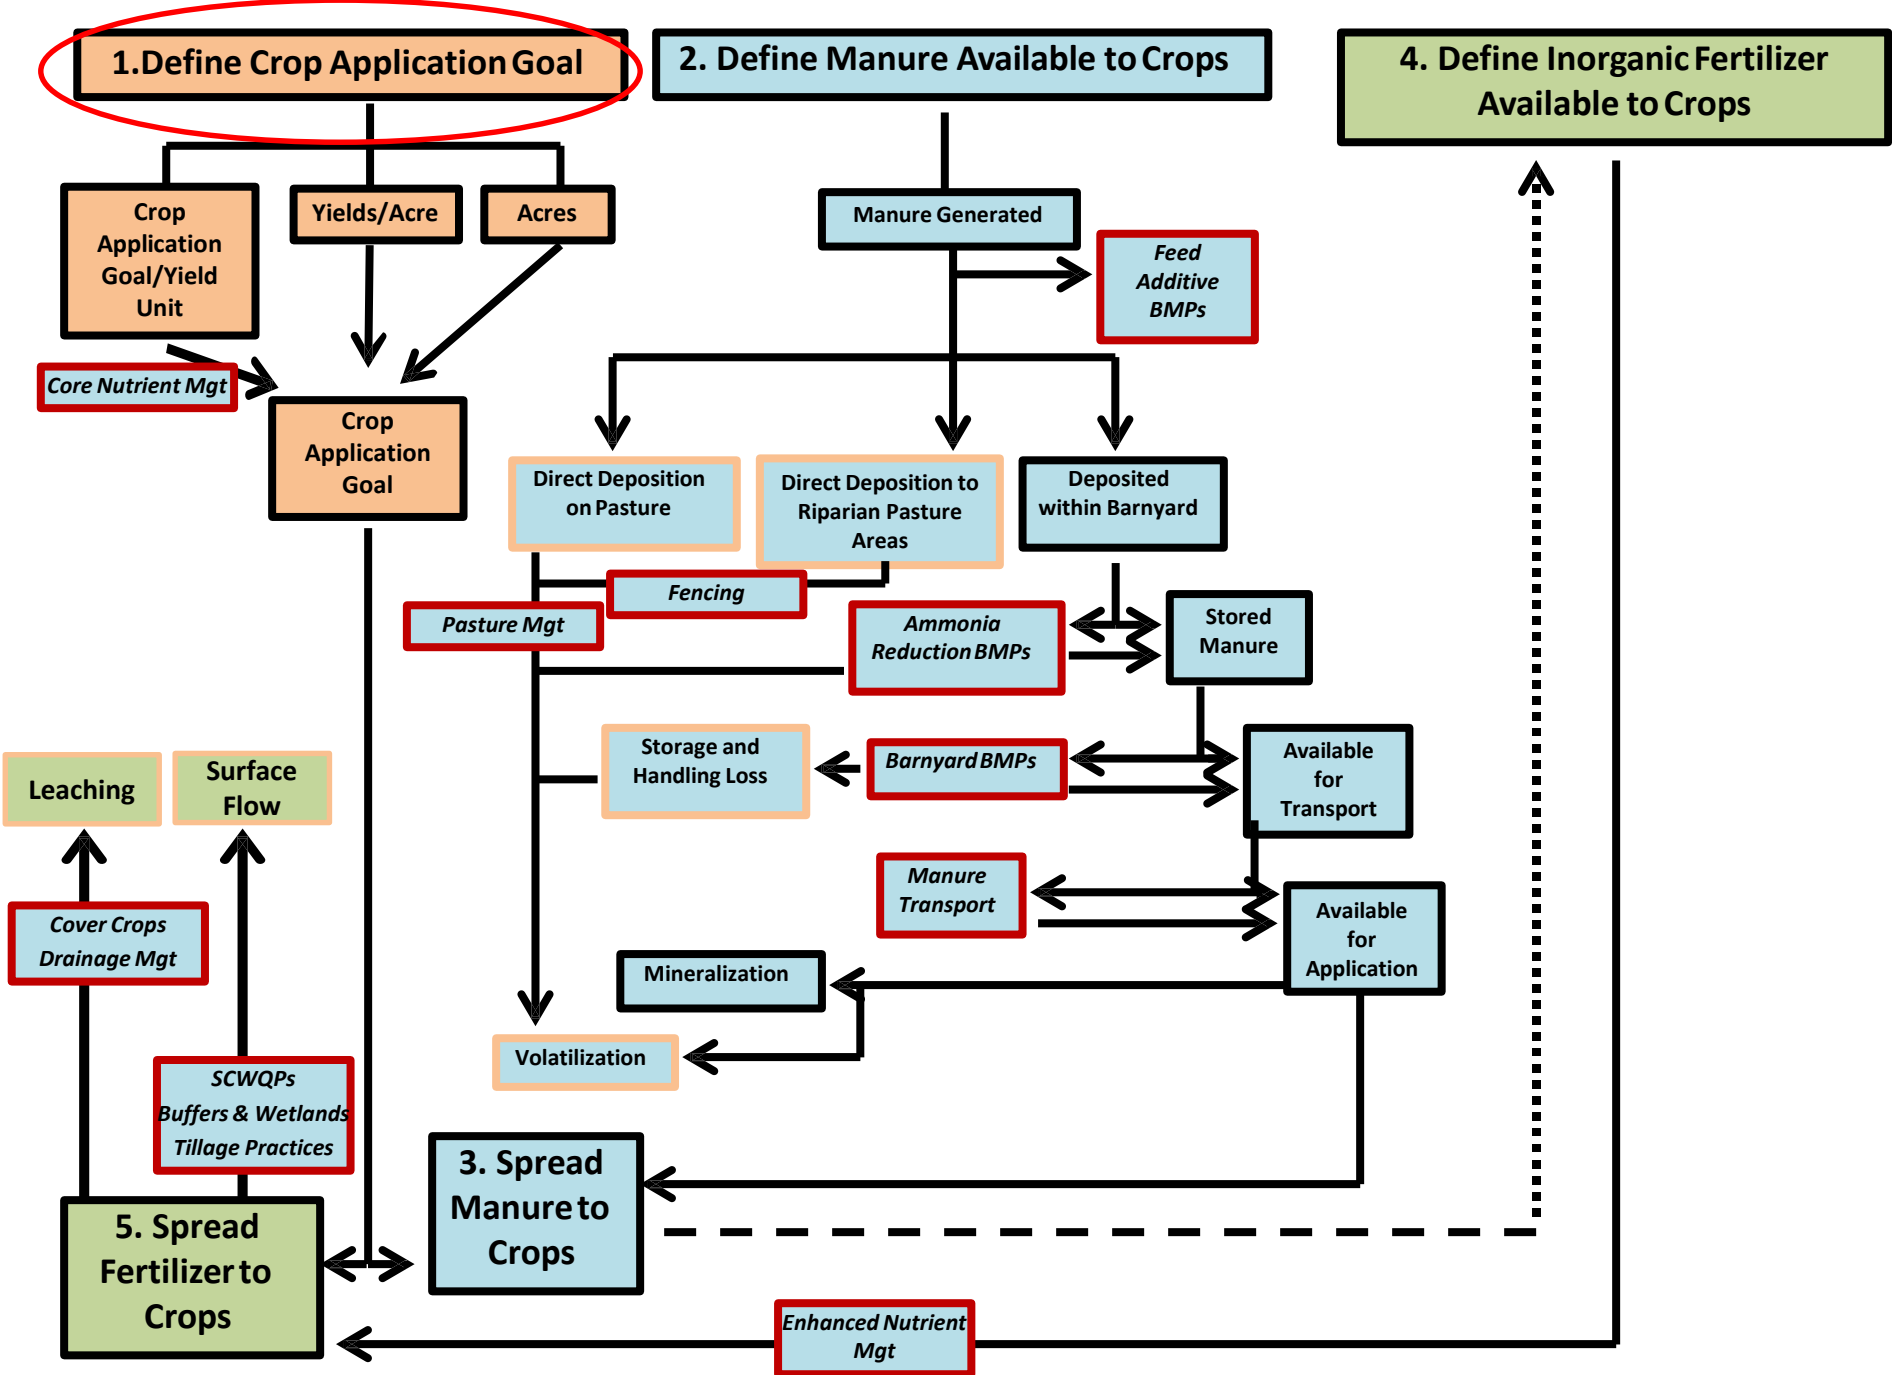 1.Define Crop Application Goal
2. Define Manure Available to Crops
4. Define Inorganic Fertilizer
Available to Crops
Crop
Application
Goal/Yield
Unit
Yields/Acre
Acres
Manure Generated
Feed
Additive
BMPs
Core Nutrient Mgt
Crop
Application
Goal
Direct Deposition
on Pasture
Direct Deposition to
Riparian Pasture
Areas
Deposited
within Barnyard
Fencing
Pasture Mgt
Ammonia
Reduction BMPs
Stored
Manure
Storage and
Handling Loss
Barnyard BMPs
Available
for
Transport
Leaching
Surface
Flow
Manure
Transport
Available
for
Application
Cover Crops
Drainage Mgt
Mineralization
Volatilization
SCWQPs
Buffers & Wetlands
Tillage Practices
3. Spread
Manure to
Crops
5. Spread
Fertilizer to
Crops
Enhanced Nutrient
Mgt